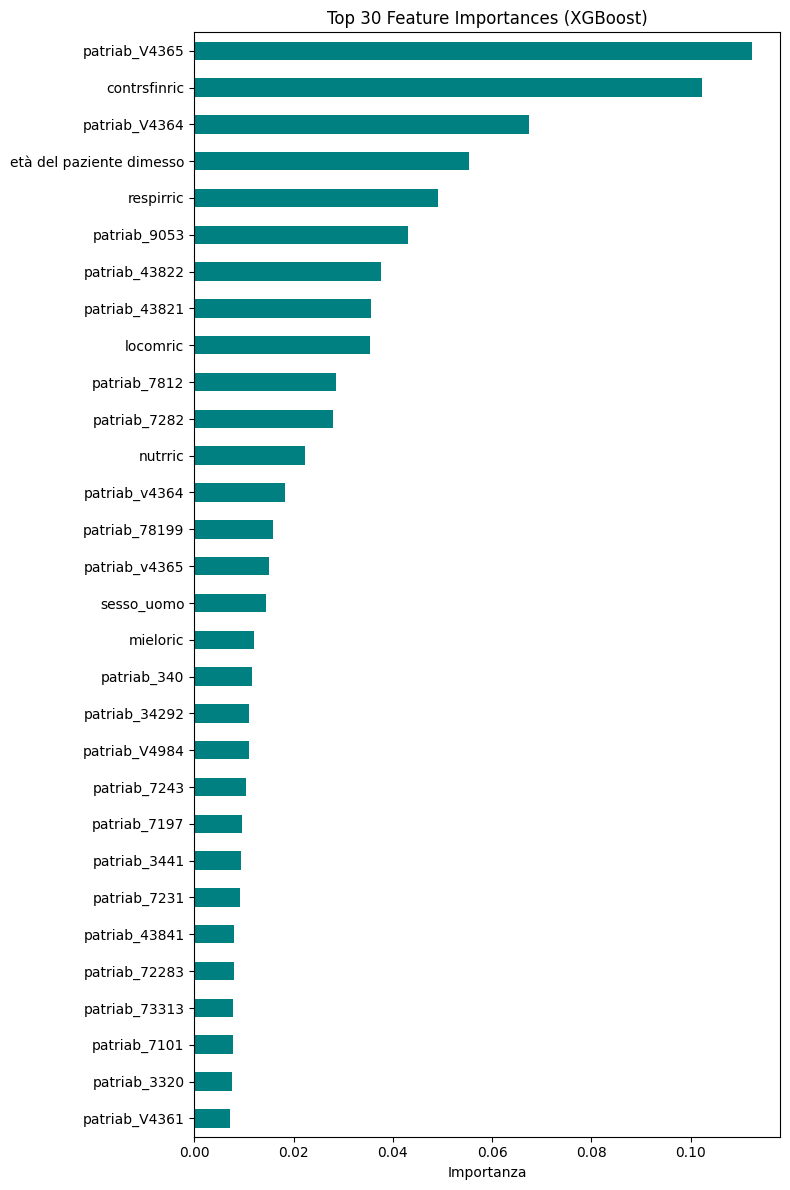 Top 30 Feature Importances (XGBoost)
patriab_V4365
contrsfinric
patriab_V4364
età del paziente dimesso
respirric
patriab_9053
patriab_43822
patriab_43821
locomric
patriab_7812
patriab_7282
nutrric
patriab_v4364
patriab_78199
patriab_v4365
sesso_uomo
mieloric
patriab_340
patriab_34292
patriab_V4984
patriab_7243
patriab_7197
patriab_3441
patriab_7231
patriab_43841
patriab_72283
patriab_73313
patriab_7101
patriab_3320
patriab_V4361
0.00 0.02 0.04 0.06 0.08 0.10
Importanza